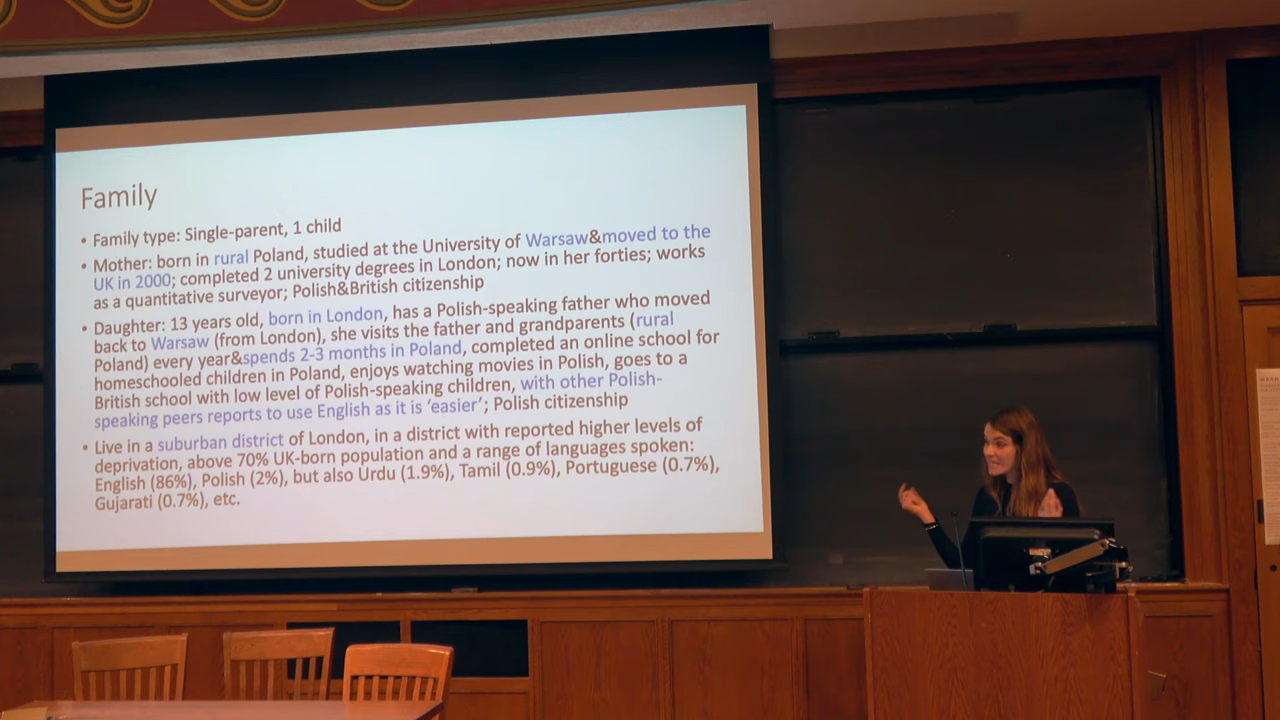 Family
• Family type: Single-parent, 1 child
• Mother: born in rural Poland, studied at the University of Warsaw&moved to the
UK in 2000; completed 2 university degrees in London; now in her forties; works
as a quantitative surveyor; Polish&British citizenship
• Daughter: 13 years old, born in London, has a Polish-speaking father who moved
back to Warsaw (from London), she visits the father and grandparents (rural
Poland) every year&spends 2-3 months in Poland, completed an online school for
homeschooled children in Poland, enjoys watching movies in Polish, goes to a
British school with low level of Polish-speaking children, with other Polish-
speaking peers reports to use English as it is ‘easier’; Polish citizenship
• Live in a suburban district of London, in a district with reported higher levels of
deprivation, above 70% UK-born population and a range of languages spoken:
English (86%), Polish (2%), but also Urdu (1.9%), Tamil (0.9%), Portuguese (0.7%),
Gujarati (0.7%), etc.